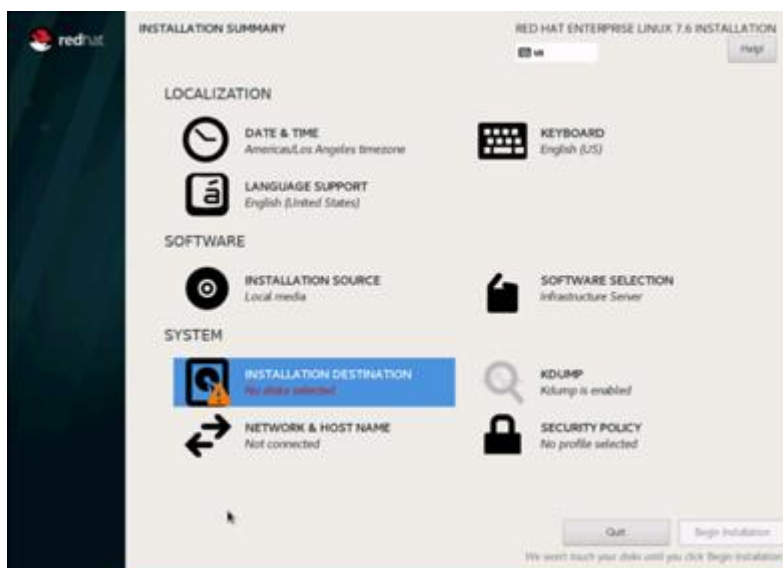 redhat
INSTALLATION SUMMARY
RED HAT ENTERPRISE LINUX 7.6 INSTALLATION
us
Help!
LOCALIZATION
DATE & TIME
Americas/Los Angeles timezone
KEYBOARD
English (US)
LANGUAGE SUPPORT
English (United States)
SOFTWARE
INSTALLATION SOURCE
Local media
SOFTWARE SELECTION
Infrastructure Server
SYSTEM
INSTALLATION DESTINATION
No disks selected
KDUMP
Kdump is enabled
NETWORK & HOST NAME
Not connected
SECURITY POLICY
No profile selected
Quit
Begin Installation
We won't touch your disks until you click 'Begin Installation'